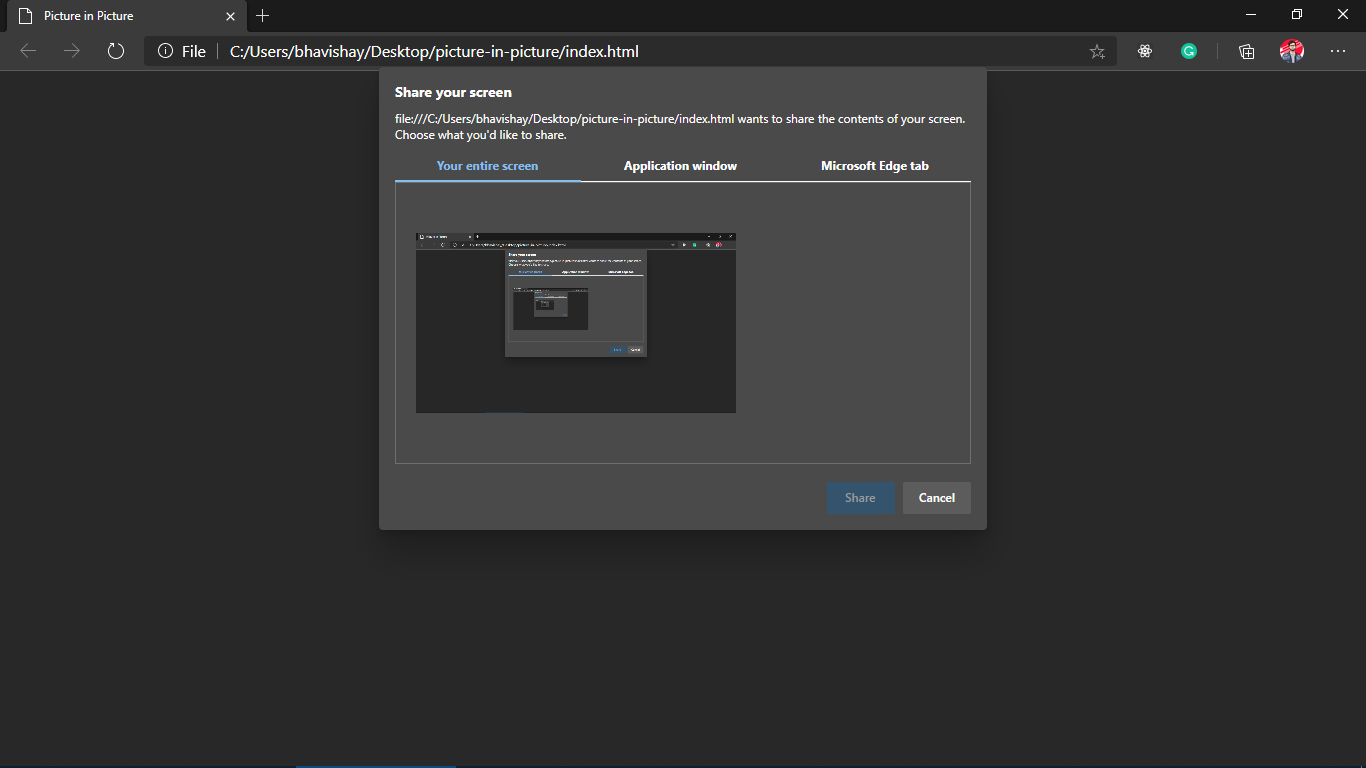 Picture in Picture
File C:/Users/bhavishay/Desktop/picture-in-picture/index.html
Share your screen
file:///C:/Users/bhavishay/Desktop/picture-in-picture/index.html wants to share the contents of your screen.
Choose what you'd like to share.
Your entire screen Application window Microsoft Edge tab
Share Cancel